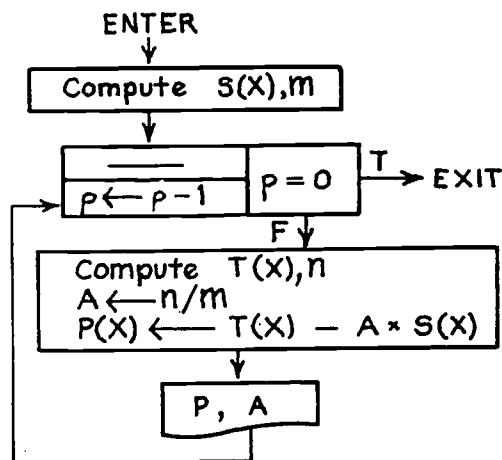 ENTER
Compute S(X), m
p ← p - 1
p = 0
T
EXIT
F
Compute T(X), n
A ← n/m
P(X) ← T(X) - A × S(X)
P, A